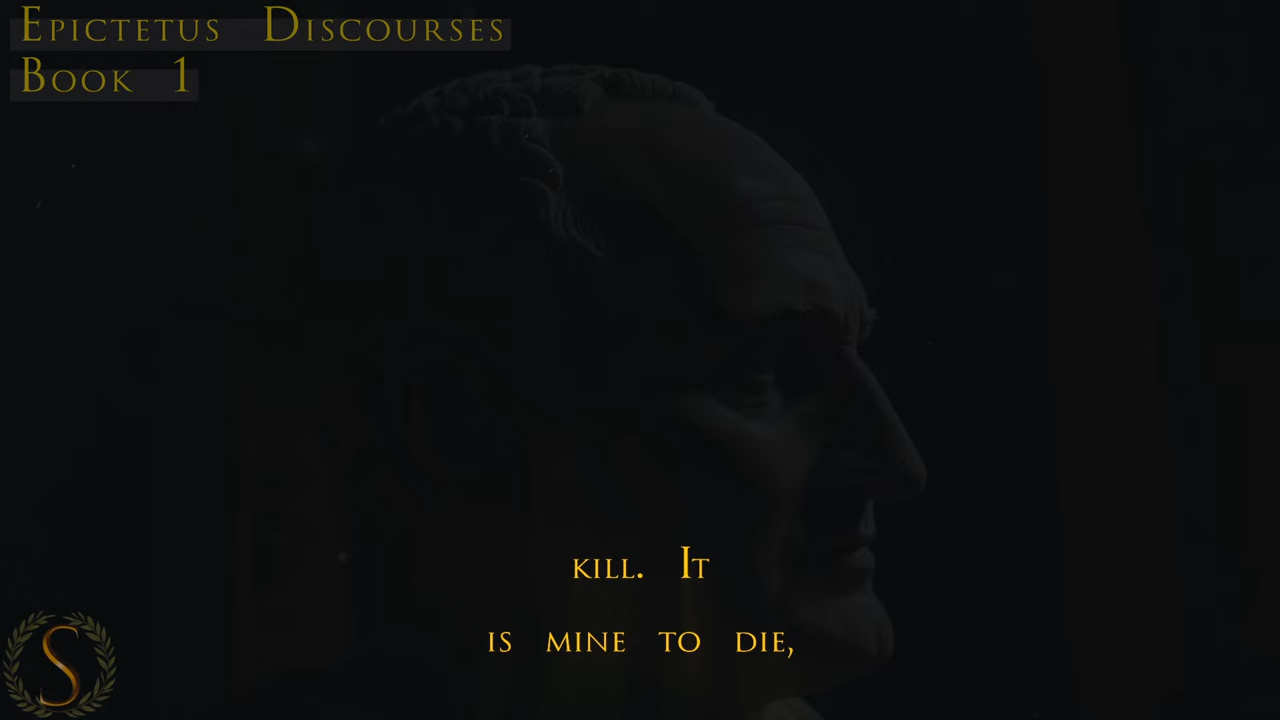 Epictetus Discourses
Book 1
kill. It
is mine to die,
S